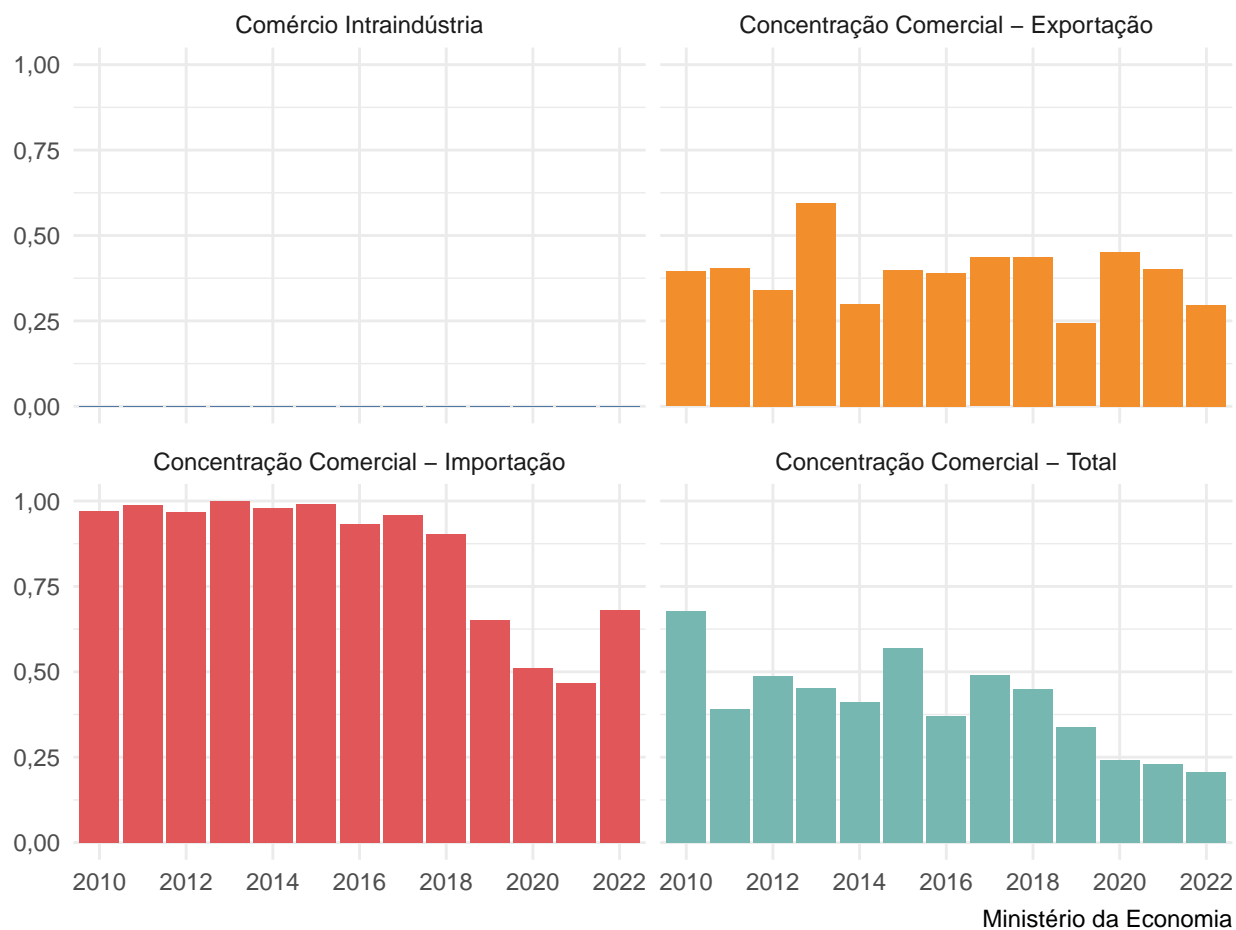 Comércio Intraindústria
Concentração Comercial – Exportação
1,00
0,75
0,50
0,25
0,00
Concentração Comercial – Importação
Concentração Comercial – Total
1,00
0,75
0,50
0,25
0,00
2010 2012 2014 2016 2018 2020 2022
2010 2012 2014 2016 2018 2020 2022
Ministério da Economia